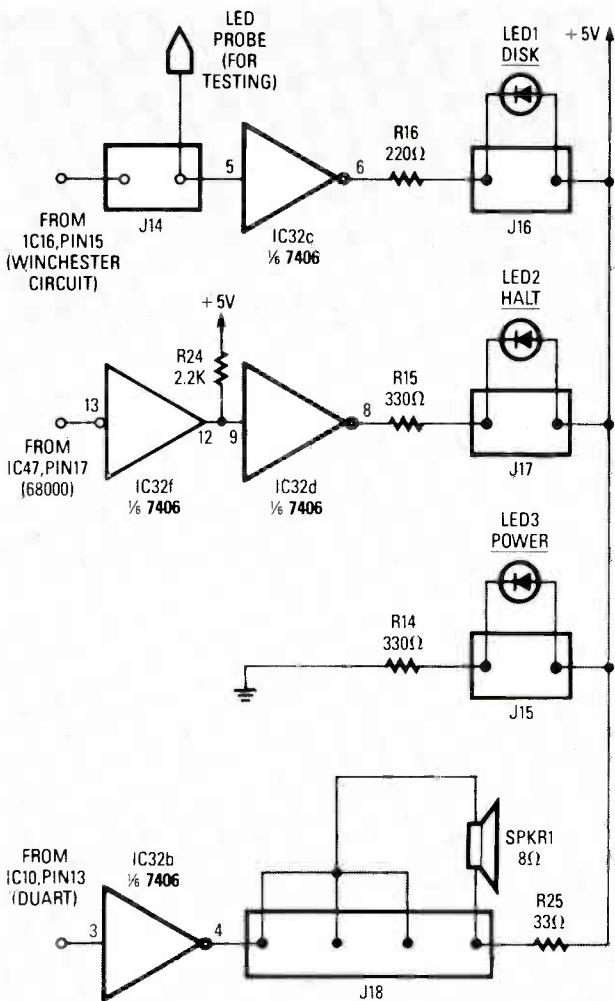 LED
PROBE
(FOR
TESTING)
LED1
DISK
+5V
R16
220Ω
5
6
J14
J16
FROM
1C16,PIN15
(WINCHESTER
CIRCUIT)
IC32c
⅙ 7406
+5V
R24
2.2K
LED2
HALT
R15
330Ω
13
12
9
8
J17
FROM
IC47,PIN17
(68000)
IC32f
⅙ 7406
IC32d
⅙ 7406
LED3
POWER
R14
330Ω
J15
SPKR1
8Ω
FROM
IC10,PIN13
(DUART)
IC32b
⅙ 7406
3
4
R25
33Ω
J18